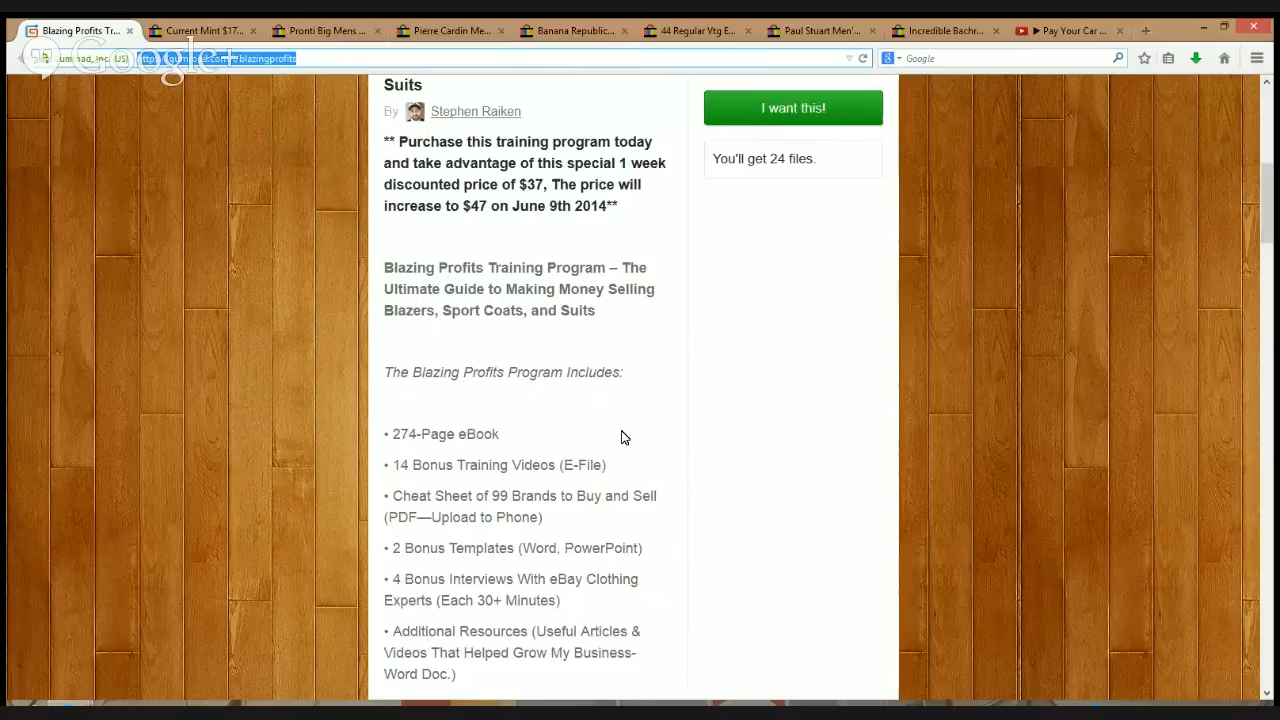 Blazing Profits Tr...
Current Mint $17...
Pronti Big Mens ...
Pierre Cardin Me...
Banana Republic...
44 Regular Vtg E...
Paul Stuart Men'...
Incredible Bachr...
▶ Pay Your Car ...
Google+
Google
Suits
By Stephen Raiken
I want this!
You'll get 24 files.
** Purchase this training program today
and take advantage of this special 1 week
discounted price of $37, The price will
increase to $47 on June 9th 2014**
Blazing Profits Training Program – The
Ultimate Guide to Making Money Selling
Blazers, Sport Coats, and Suits
The Blazing Profits Program Includes:
• 274-Page eBook
• 14 Bonus Training Videos (E-File)
• Cheat Sheet of 99 Brands to Buy and Sell
(PDF—Upload to Phone)
• 2 Bonus Templates (Word, PowerPoint)
• 4 Bonus Interviews With eBay Clothing
Experts (Each 30+ Minutes)
• Additional Resources (Useful Articles &
Videos That Helped Grow My Business-
Word Doc.)